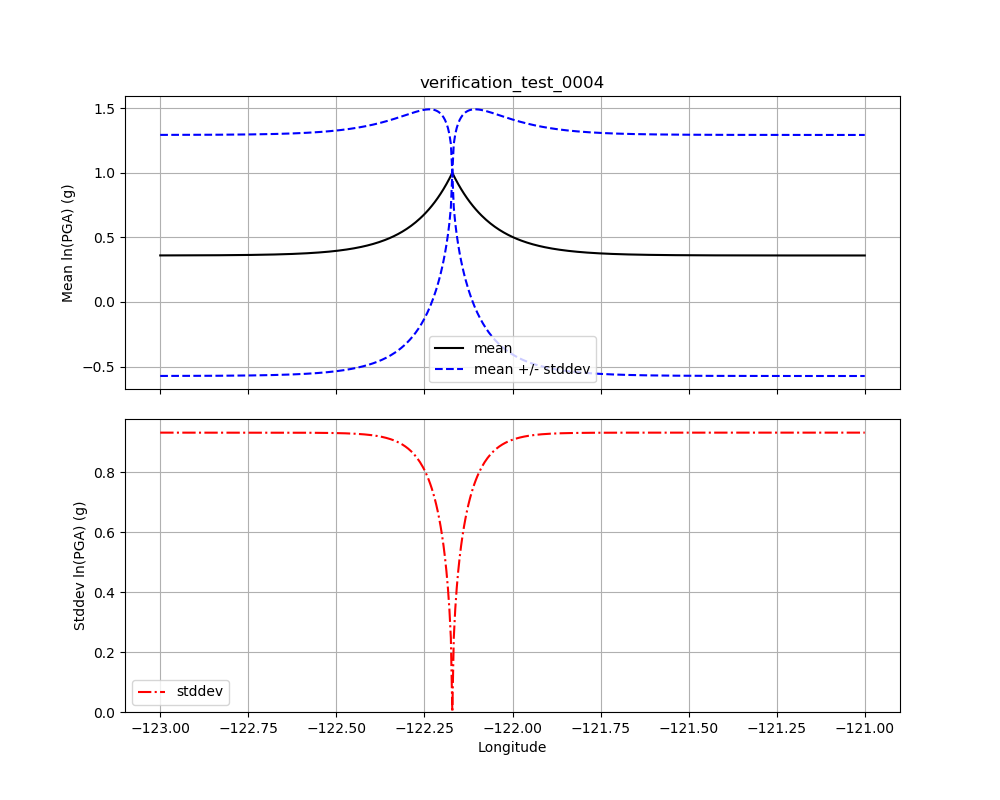 verification_test_0004
Mean ln(PGA) (g)
1.5
1.0
0.5
0.0
−0.5
mean
mean +/- stddev
Stddev ln(PGA) (g)
0.8
0.6
0.4
0.2
0.0
stddev
−123.00 −122.75 −122.50 −122.25 −122.00 −121.75 −121.50 −121.25 −121.00
Longitude